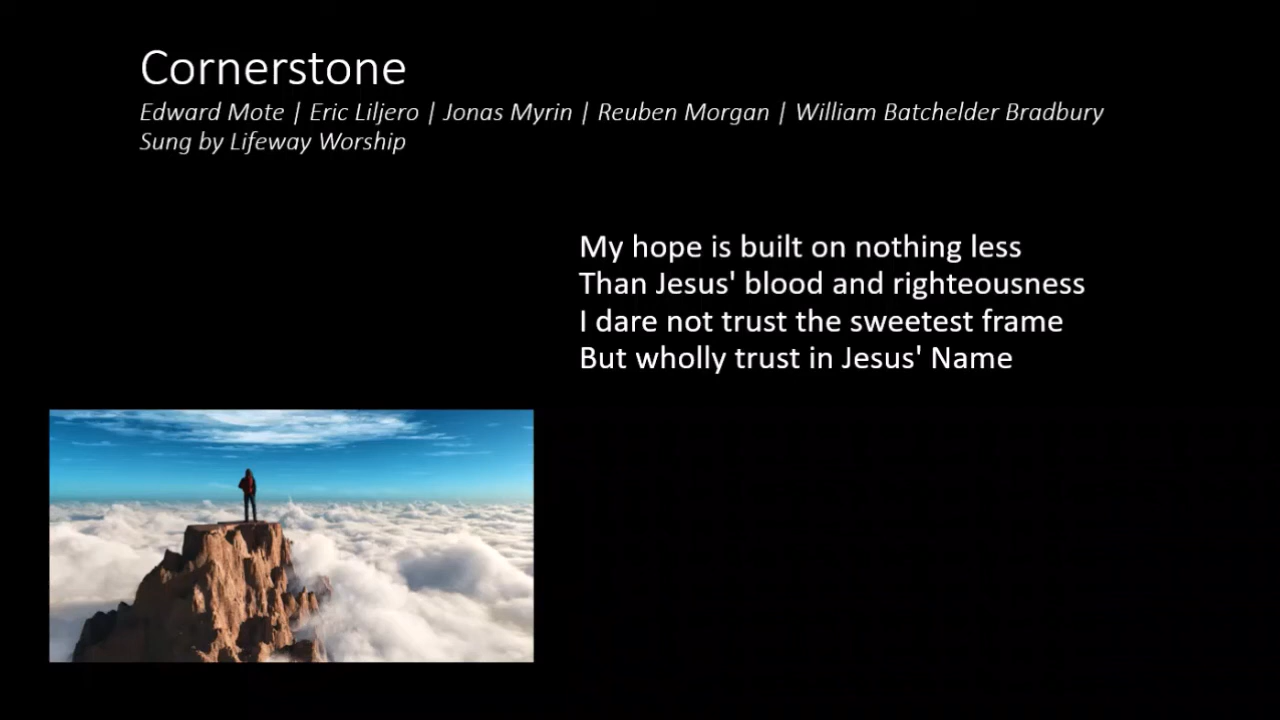 Cornerstone
Edward Mote | Eric Liljero | Jonas Myrin | Reuben Morgan | William Batchelder Bradbury
Sung by Lifeway Worship
My hope is built on nothing less
Than Jesus' blood and righteousness
I dare not trust the sweetest frame
But wholly trust in Jesus' Name